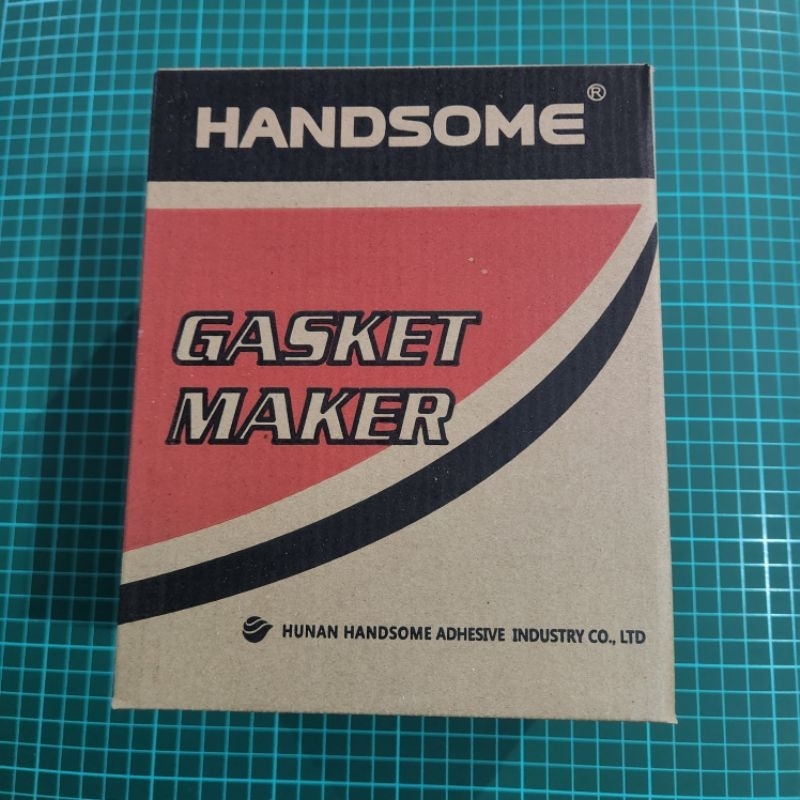 HANDSOME®
GASKET
MAKER
HUNAN HANDSOME ADHESIVE INDUSTRY CO., LTD